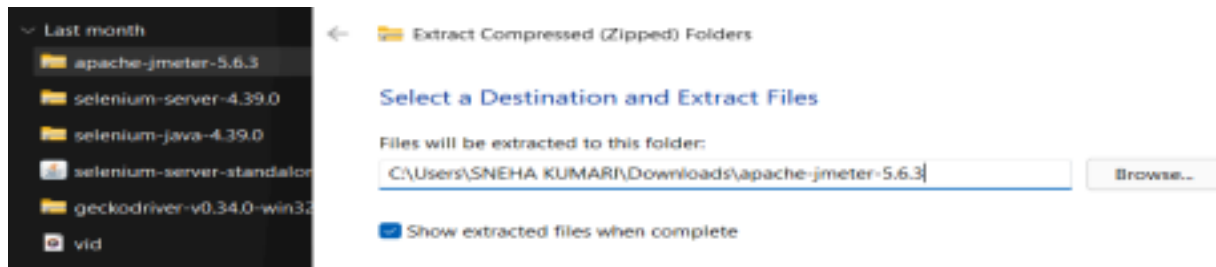 Last month
apache-jmeter-5.6.3
selenium-server-4.39.0
selenium-java-4.39.0
selenium-server-standalor
geckodriver-v0.34.0-win32
vid
Extract Compressed (Zipped) Folders
Select a Destination and Extract Files
Files will be extracted to this folder:
C:\Users\SNEHA KUMARI\Downloads\apache-jmeter-5.6.3
Browse...
Show extracted files when complete